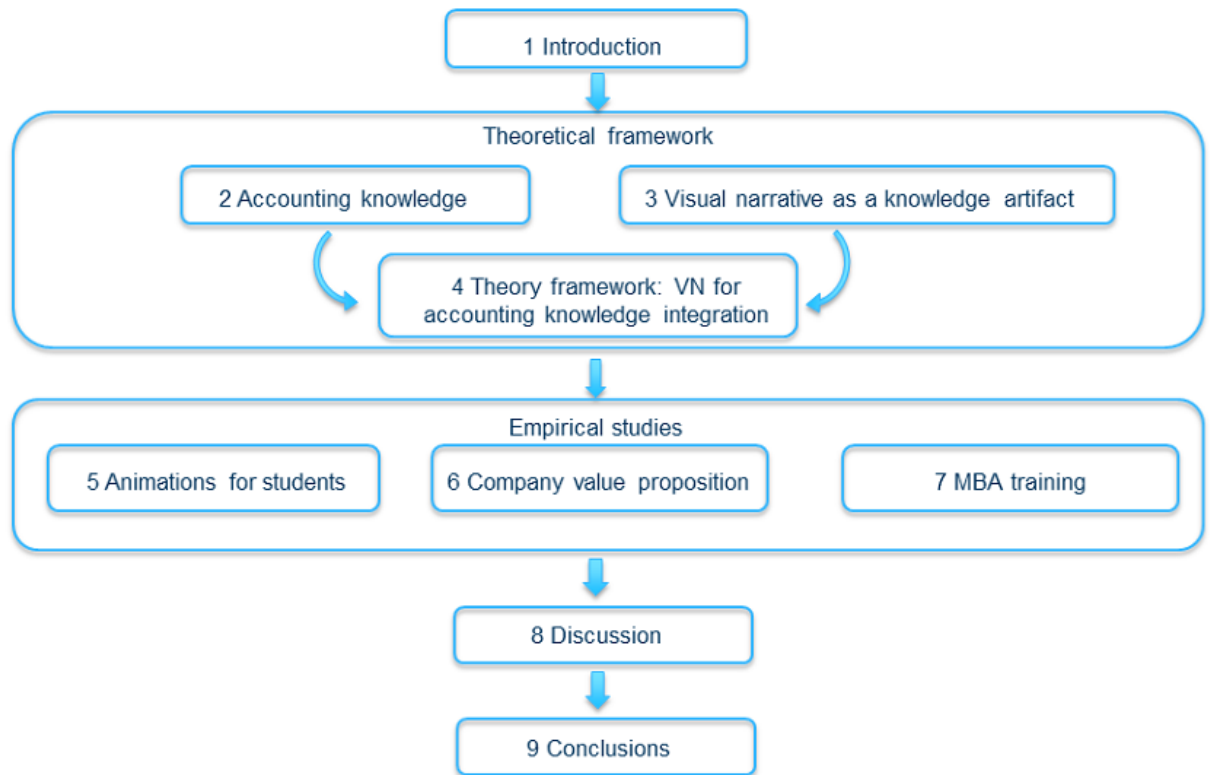 1 Introduction
Theoretical framework
2 Accounting knowledge
3 Visual narrative as a knowledge artifact
4 Theory framework: VN for
accounting knowledge integration
Empirical studies
5 Animations for students
6 Company value proposition
7 MBA training
8 Discussion
9 Conclusions